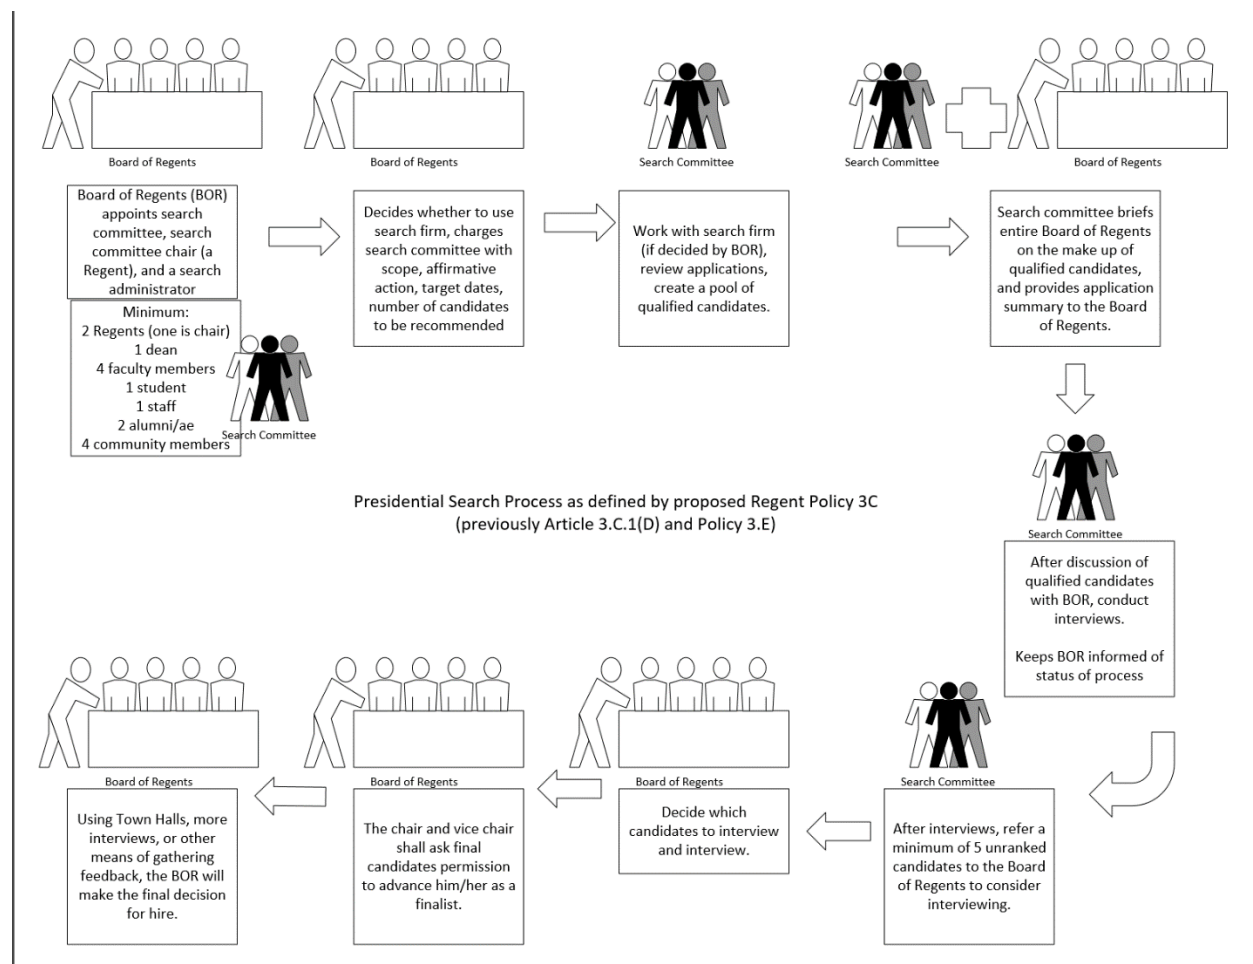 Board of Regents
Board of Regents (BOR)
appoints search
committee, search
committee chair (a
Regent), and a search
administrator
Minimum:
2 Regents (one is chair)
1 dean
4 faculty members
1 student
1 staff
2 alumni/ae
4 community members
Search Committee
Board of Regents
Decides whether to use
search firm, charges
search committee with
scope, affirmative
action, target dates,
number of candidates
to be recommended
Search Committee
Work with search firm
(if decided by BOR),
review applications,
create a pool of
qualified candidates.
Search Committee
Board of Regents
Search committee briefs
entire Board of Regents
on the make up of
qualified candidates,
and provides application
summary to the Board
of Regents.
Presidential Search Process as defined by proposed Regent Policy 3C
(previously Article 3.C.1(D) and Policy 3.E)
Search Committee
After discussion of
qualified candidates
with BOR, conduct
interviews.
Keeps BOR informed of
status of process
Search Committee
After interviews, refer a
minimum of 5 unranked
candidates to the Board
of Regents to consider
interviewing.
Board of Regents
Decide which
candidates to interview
and interview.
Board of Regents
The chair and vice chair
shall ask final
candidates permission
to advance him/her as a
finalist.
Board of Regents
Using Town Halls, more
interviews, or other
means of gathering
feedback, the BOR will
make the final decision
for hire.